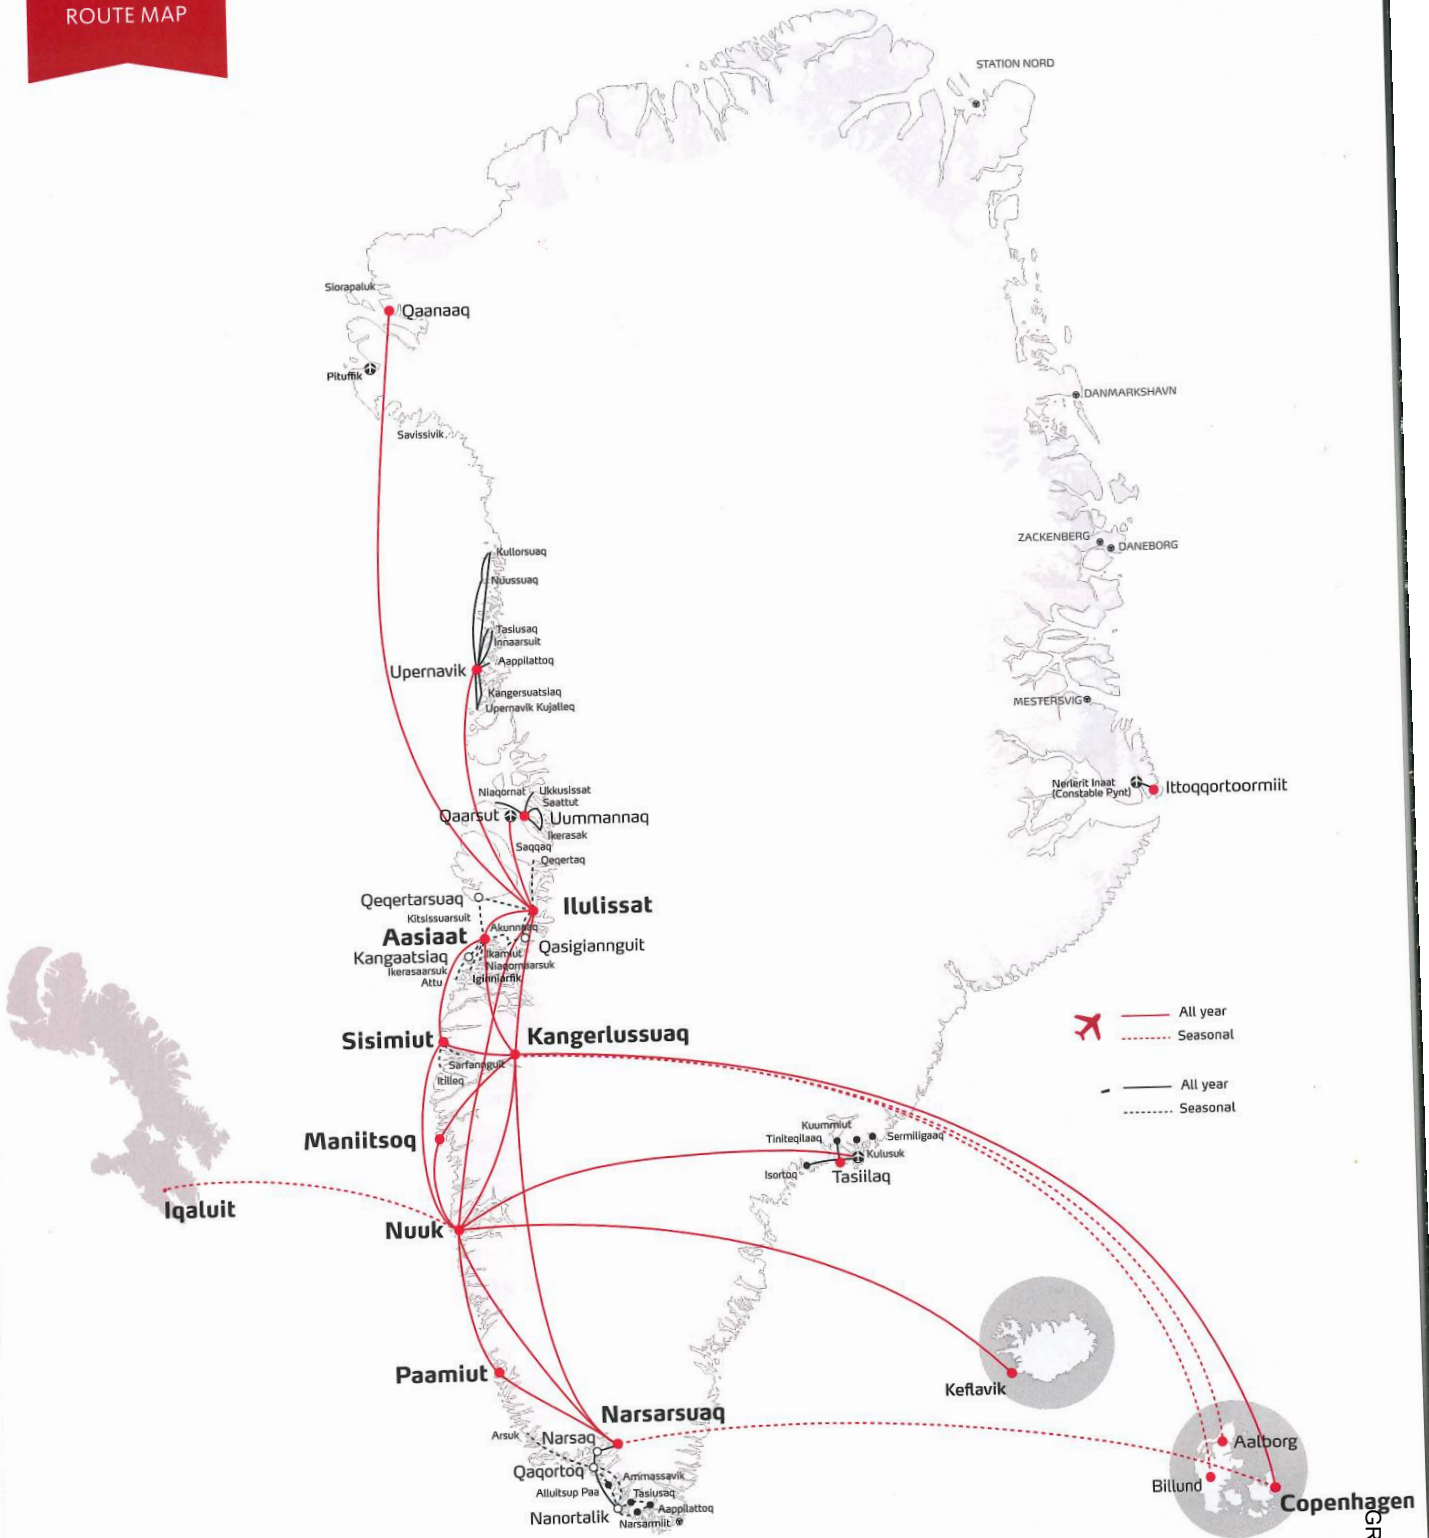 ROUTE MAP
STATION NORD
Siorapaluk
Qaanaaq
Pituffik
DANMARKSHAVN
Savissivik
ZACKENBERG
DANEBORG
Kullorsuaq
Nuussuaq
Tasiusaq
Innaarsuit
Aappilattoq
Upernavik
Kangersuatsiaq
Upernavik Kujalleq
MESTERSVIG
Nerlerit Inaat
(Constable Pynt)
Ittoqqortoormiit
Niaqornat
Ukkusissat
Saattut
Qaarsut
Uummannaq
Ikerasak
Saqqaq
Qeqertaq
Qeqertarsuaq
Ilulissat
Kitsissuarsuit
Akunnaaq
Aasiaat
Qasigiannguit
Kangaatsiaq
Ikamiut
Niaqornaarsuk
Ikerasaarsuk
Iginniarfik
Attu
Sisimiut
Kangerlussuaq
Sarfannguit
Itilleq
All year
Seasonal
All year
Seasonal
Maniitsoq
Kuummiut
Tiniteqilaaq
Sermiligaaq
Kulusuk
Isortoq
Tasiilaq
Iqaluit
Nuuk
Paamiut
Keflavik
Narsarsuaq
Arsuk
Narsaq
Aalborg
Qaqortoq
Ammassavik
Billund
Alluitsup Paa
Tasiusaq
Copenhagen
Aappilattoq
Nanortalik
Narsarmiit
GR